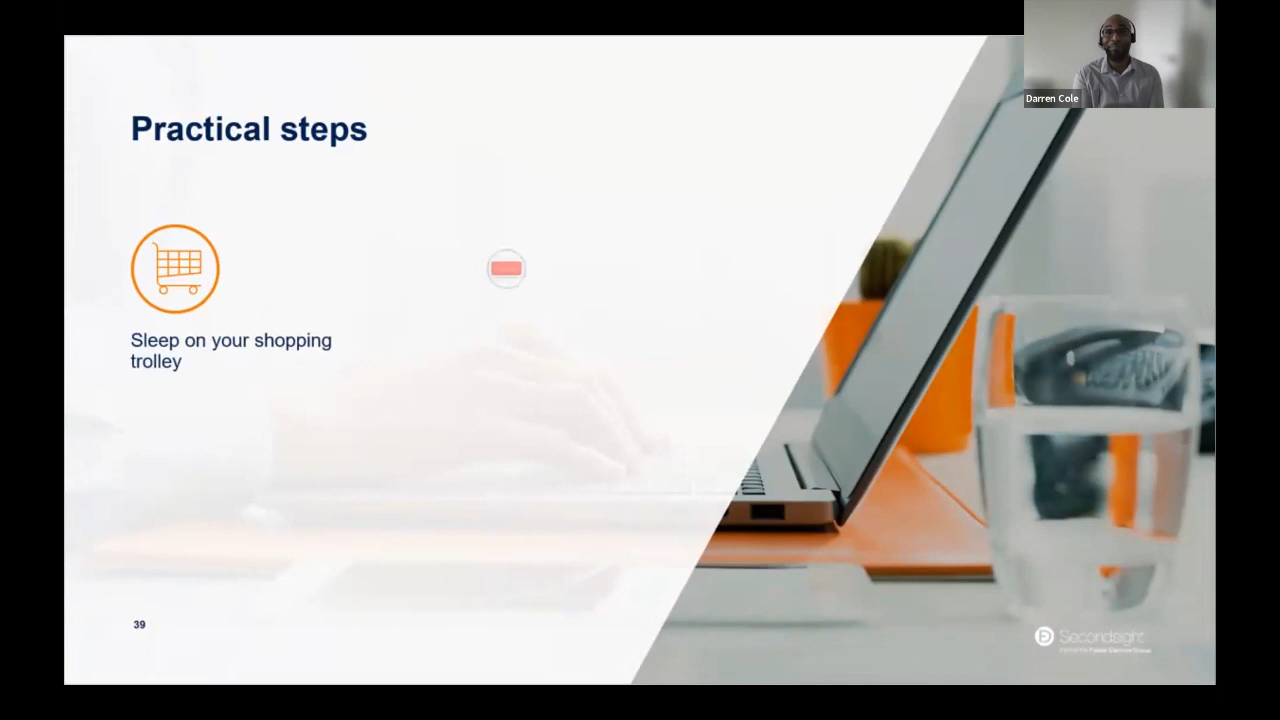 Darren Cole
Practical steps
Sleep on your shopping
trolley
39
Secondsight